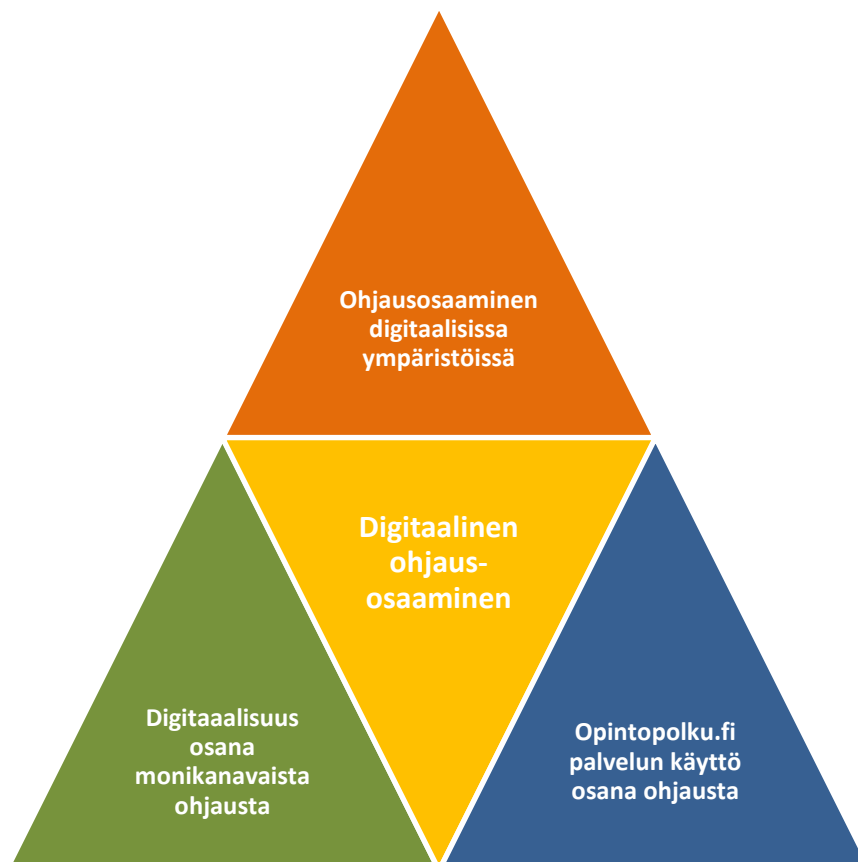 Ohjausosaaminen
digitaalisissa
ympäristöissä
Digitaalinen
ohjaus-
osaaminen
Digitaaalisuus
osana
monikanavaista
ohjausta
Opintopolku.fi
palvelun käyttö
osana ohjausta